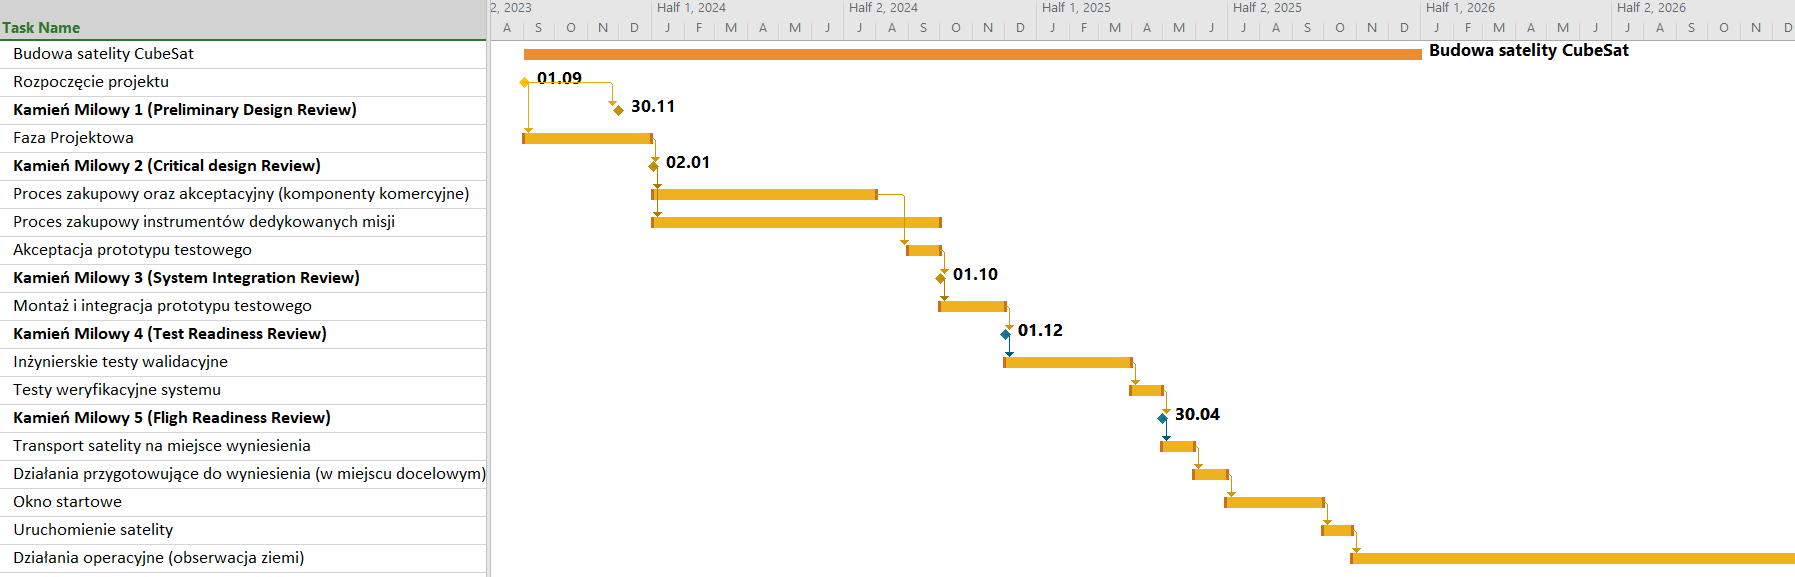 2, 2023 Half 1, 2024 Half 2, 2024 Half 1, 2025 Half 2, 2025 Half 1, 2026 Half 2, 2026
Task Name A S O N D J F M A M J J A S O N D J F M A M J J A S O N D J F M A M J J A S O N D
Budowa satelity CubeSat Budowa satelity CubeSat
Rozpoczęcie projektu 01.09
Kamień Milowy 1 (Preliminary Design Review) 30.11
Faza Projektowa
Kamień Milowy 2 (Critical design Review) 02.01
Proces zakupowy oraz akceptacyjny (komponenty komercyjne)
Proces zakupowy instrumentów dedykowanych misji
Akceptacja prototypu testowego
Kamień Milowy 3 (System Integration Review) 01.10
Montaż i integracja prototypu testowego
Kamień Milowy 4 (Test Readiness Review) 01.12
Inżynierskie testy walidacyjne
Testy weryfikacyjne systemu
Kamień Milowy 5 (Fligh Readiness Review) 30.04
Transport satelity na miejsce wyniesienia
Działania przygotowujące do wyniesienia (w miejscu docelowym)
Okno startowe
Uruchomienie satelity
Działania operacyjne (obserwacja ziemi)